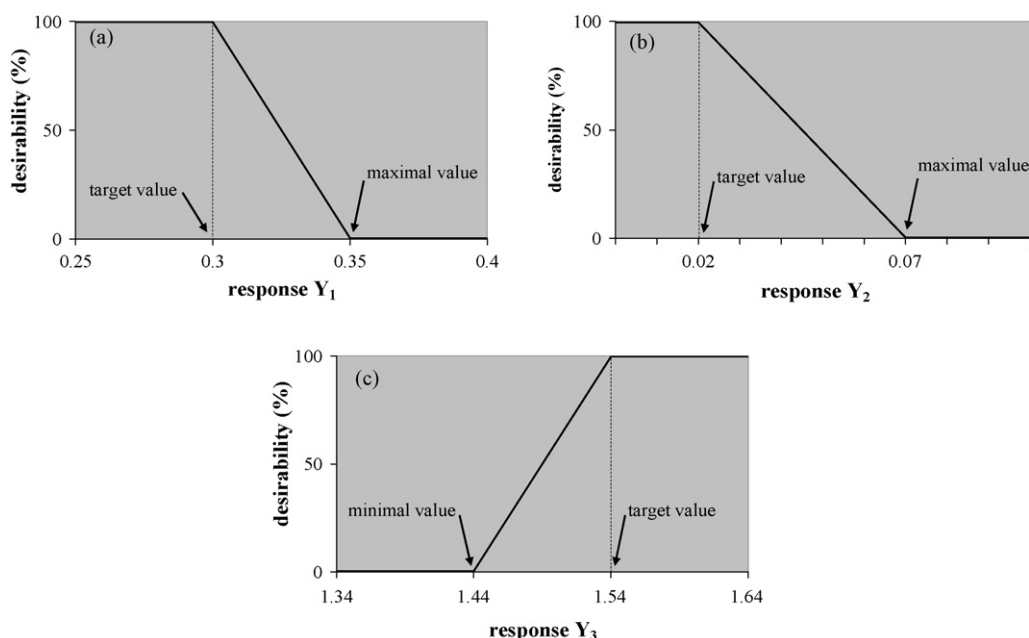 (a)
desirability (%)
100
50
0
target value
maximal value
0.25 0.3 0.35 0.4
response Y₁
(b)
desirability (%)
100
50
0
target value
maximal value
0.02 0.07
response Y₂
(c)
desirability (%)
100
50
0
minimal value
target value
1.34 1.44 1.54 1.64
response Y₃